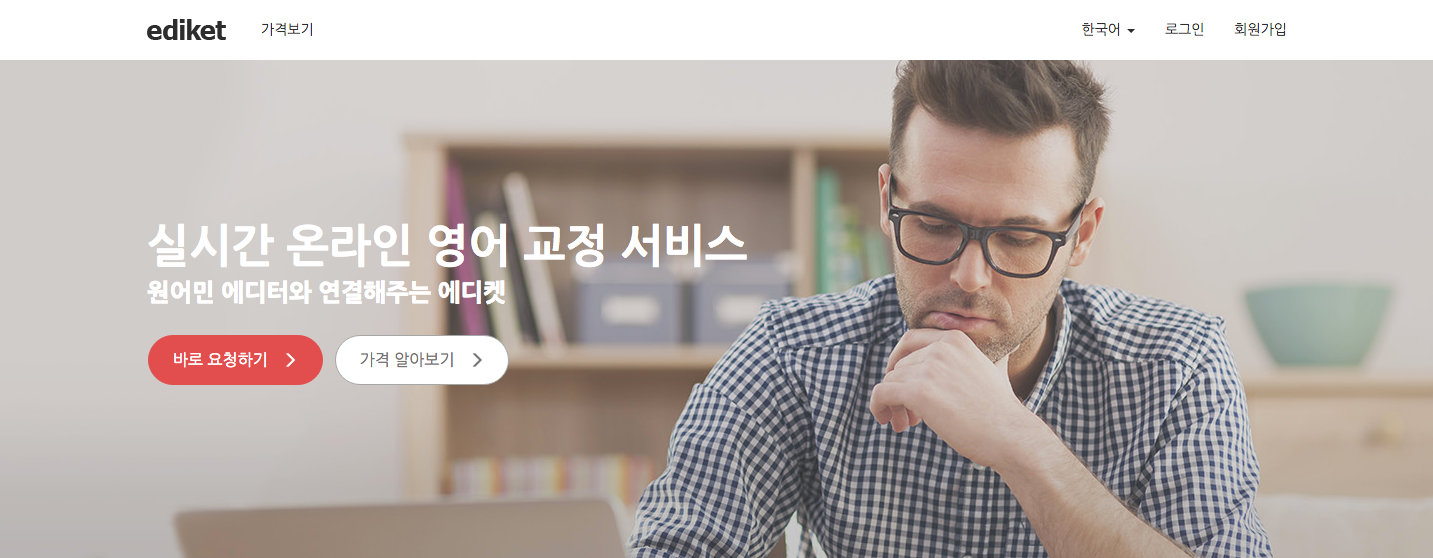 ediket
가격보기
한국어
로그인
회원가입
실시간 온라인 영어 교정 서비스
원어민 에디터와 연결해주는 에디켓
바로 요청하기
가격 알아보기